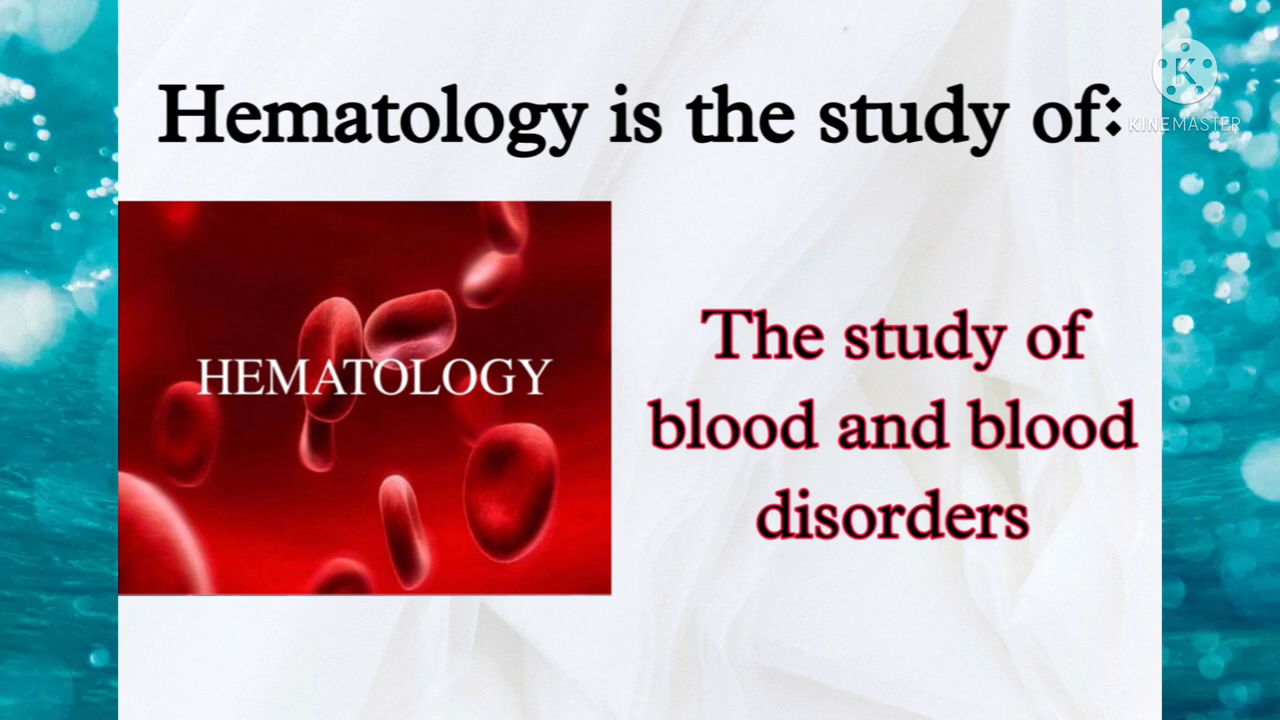 Hematology is the study of:
K
KINEMASTER
HEMATOLOGY
The study of
blood and blood
disorders